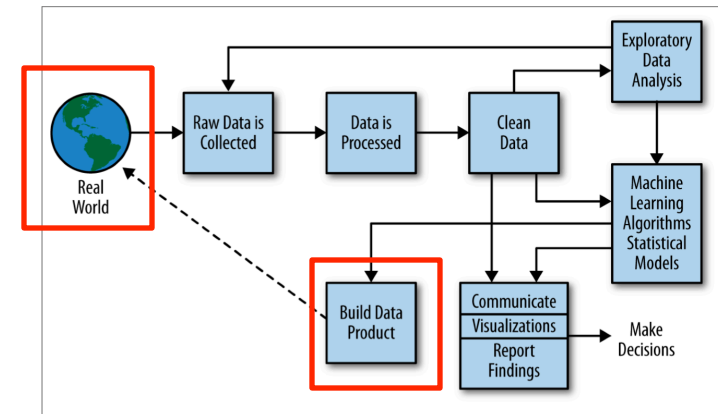 Real
World
Raw Data is
Collected
Data is
Processed
Clean
Data
Exploratory
Data
Analysis
Machine
Learning
Algorithms
Statistical
Models
Build Data
Product
Communicate
Visualizations
Report
Findings
Make
Decisions